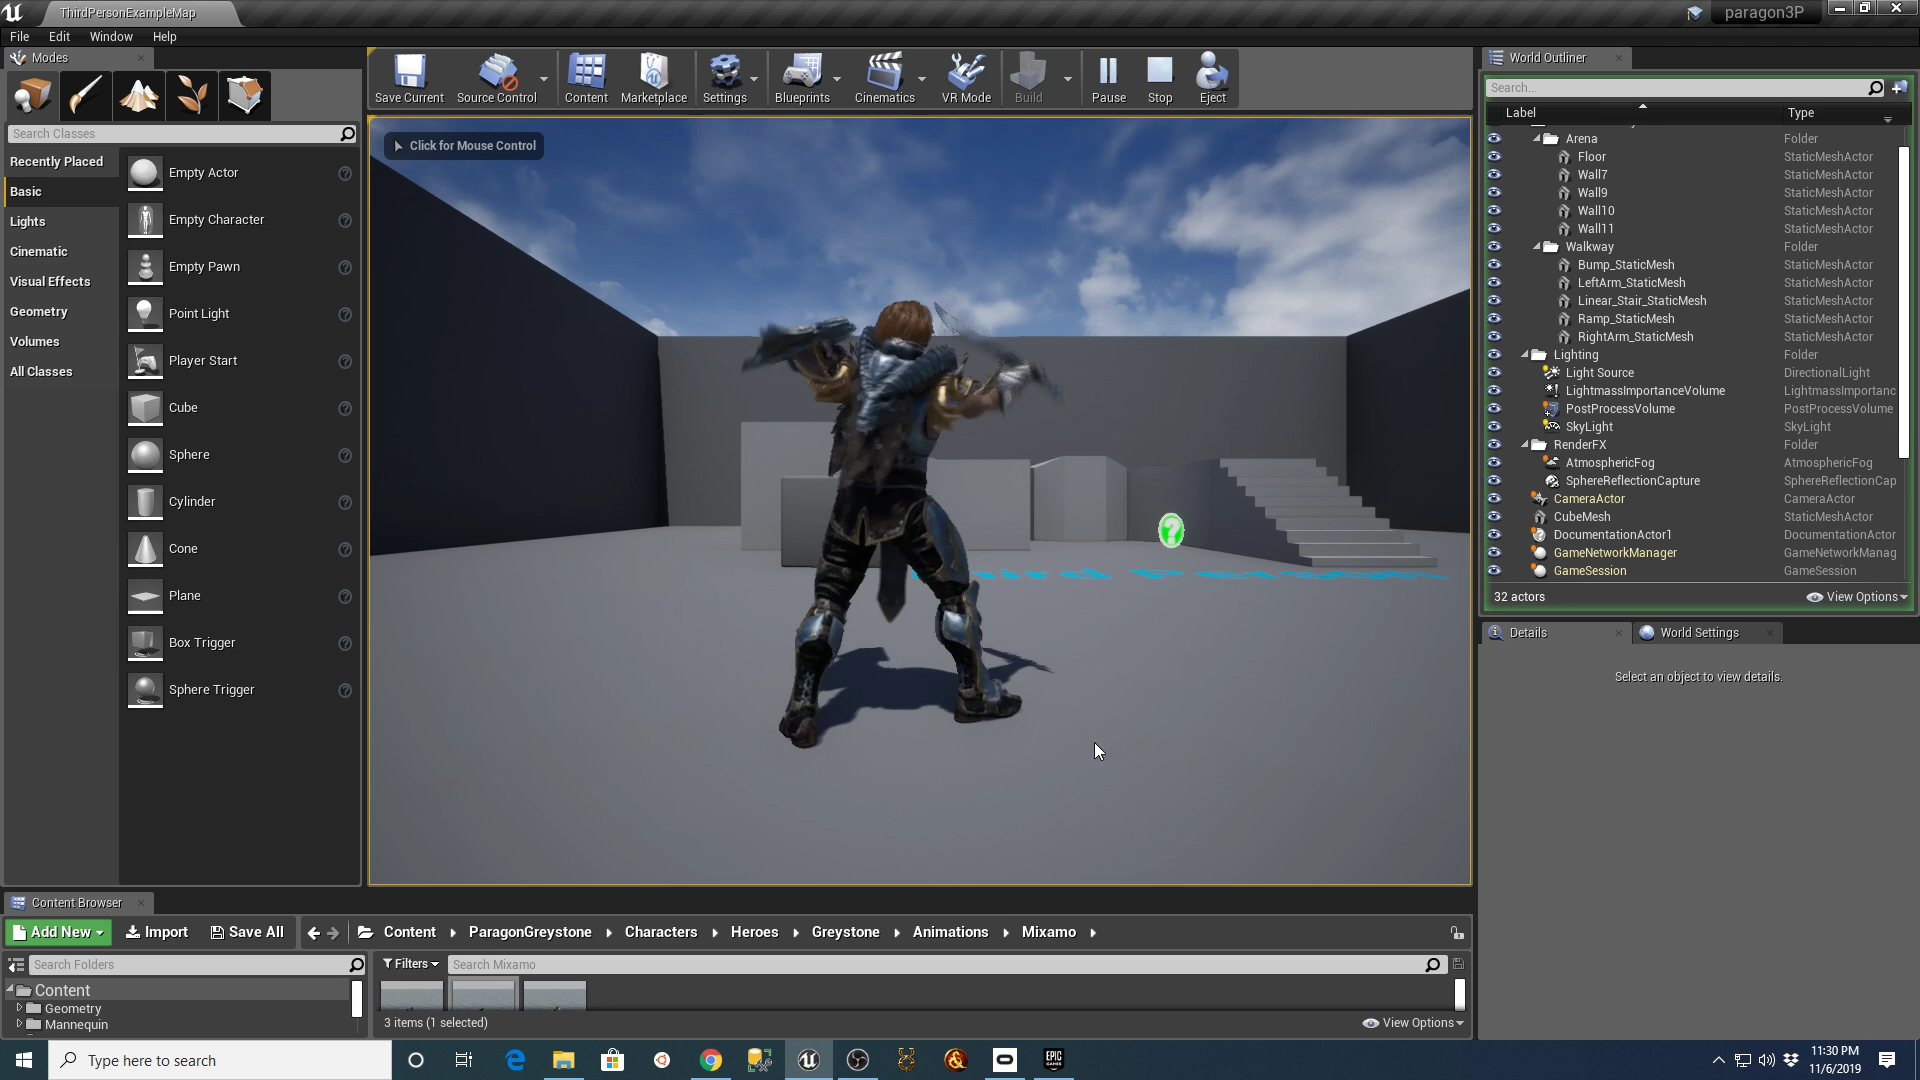 ThirdPersonExampleMap
paragon3P
File Edit Window Help
Modes
Search Classes
Recently Placed
Basic
Lights
Cinematic
Visual Effects
Geometry
Volumes
All Classes
Empty Actor
Empty Character
Empty Pawn
Point Light
Player Start
Cube
Sphere
Cylinder
Cone
Plane
Box Trigger
Sphere Trigger
Save Current Source Control Content Marketplace Settings Blueprints Cinematics VR Mode Build Pause Stop Eject
Click for Mouse Control
World Outliner
Search...
Label Type
Arena Folder
Floor StaticMeshActor
Wall7 StaticMeshActor
Wall9 StaticMeshActor
Wall10 StaticMeshActor
Wall11 StaticMeshActor
Walkway Folder
Bump_StaticMesh StaticMeshActor
LeftArm_StaticMesh StaticMeshActor
Linear_Stair_StaticMesh StaticMeshActor
Ramp_StaticMesh StaticMeshActor
RightArm_StaticMesh StaticMeshActor
Lighting Folder
Light Source DirectionalLight
LightmassImportanceVolume LightmassImportanc
PostProcessVolume PostProcessVolume
SkyLight SkyLight
RenderFX Folder
AtmosphericFog AtmosphericFog
SphereReflectionCapture SphereReflectionCap
CameraActor CameraActor
CubeMesh StaticMeshActor
DocumentationActor1 DocumentationActor
GameNetworkManager GameNetworkManag
GameSession GameSession
32 actors View Options
Details World Settings
Select an object to view details.
Content Browser
Add New Import Save All Content ParagonGreystone Characters Heroes Greystone Animations Mixamo
Search Folders Filters Search Mixamo
Content
Geometry
Mannequin
3 items (1 selected) View Options
Type here to search
EPIC GAMES
11:30 PM
11/6/2019